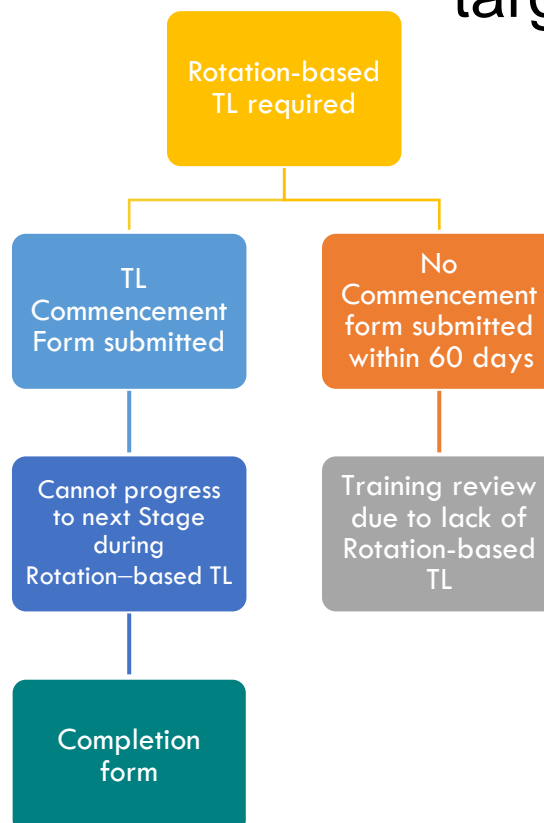 targ
Rotation-based
TL required
TL
Commencement
Form submitted
No
Commencement
form submitted
within 60 days
Cannot progress
to next Stage
during
Rotation–based TL
Training review
due to lack of
Rotation-based
TL
Completion
form